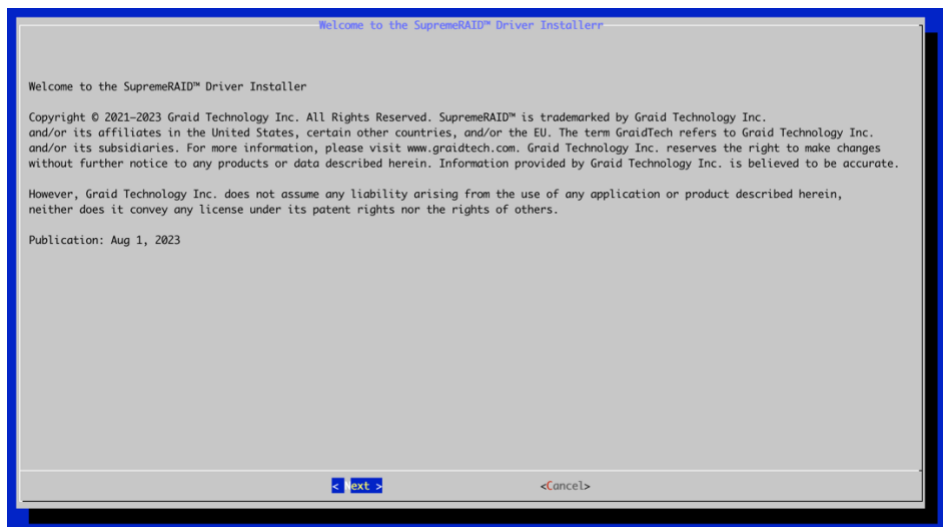 Welcome to the SupremeRAID™ Driver Installerr
Welcome to the SupremeRAID™ Driver Installer
Copyright © 2021–2023 Graid Technology Inc. All Rights Reserved. SupremeRAID™ is trademarked by Graid Technology Inc.
and/or its affiliates in the United States, certain other countries, and/or the EU. The term GraidTech refers to Graid Technology Inc.
and/or its subsidiaries. For more information, please visit www.graidtech.com. Graid Technology Inc. reserves the right to make changes
without further notice to any products or data described herein. Information provided by Graid Technology Inc. is believed to be accurate.
However, Graid Technology Inc. does not assume any liability arising from the use of any application or product described herein,
neither does it convey any license under its patent rights nor the rights of others.
Publication: Aug 1, 2023
< Next > <Cancel>